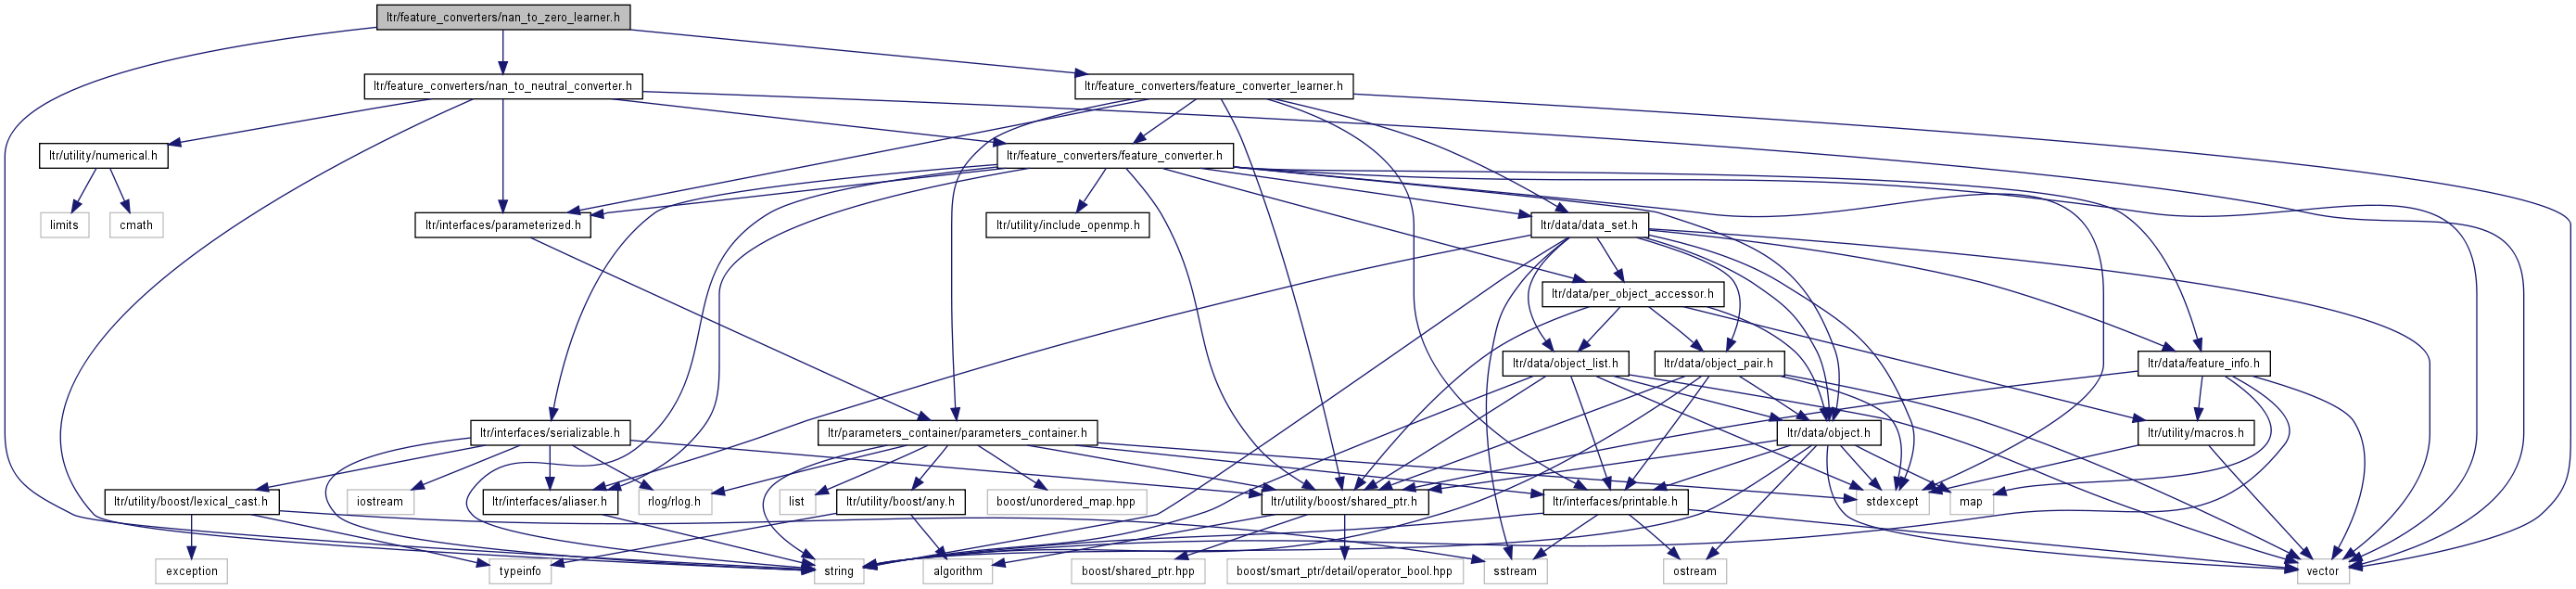 ltr/feature_converters/nan_to_zero_learner.h
ltr/feature_converters/nan_to_neutral_converter.h
ltr/feature_converters/feature_converter_learner.h
ltr/utility/numerical.h
ltr/feature_converters/feature_converter.h
limits
cmath
ltr/interfaces/parameterized.h
ltr/utility/include_openmp.h
ltr/data/data_set.h
ltr/data/per_object_accessor.h
ltr/data/object_list.h
ltr/data/object_pair.h
ltr/data/feature_info.h
ltr/interfaces/serializable.h
ltr/parameters_container/parameters_container.h
ltr/data/object.h
ltr/utility/macros.h
ltr/utility/boost/lexical_cast.h
iostream
ltr/interfaces/aliaser.h
rlog/rlog.h
list
ltr/utility/boost/any.h
boost/unordered_map.hpp
ltr/utility/boost/shared_ptr.h
ltr/interfaces/printable.h
stdexcept
map
exception
typeinfo
string
algorithm
boost/shared_ptr.hpp
boost/smart_ptr/detail/operator_bool.hpp
sstream
ostream
vector